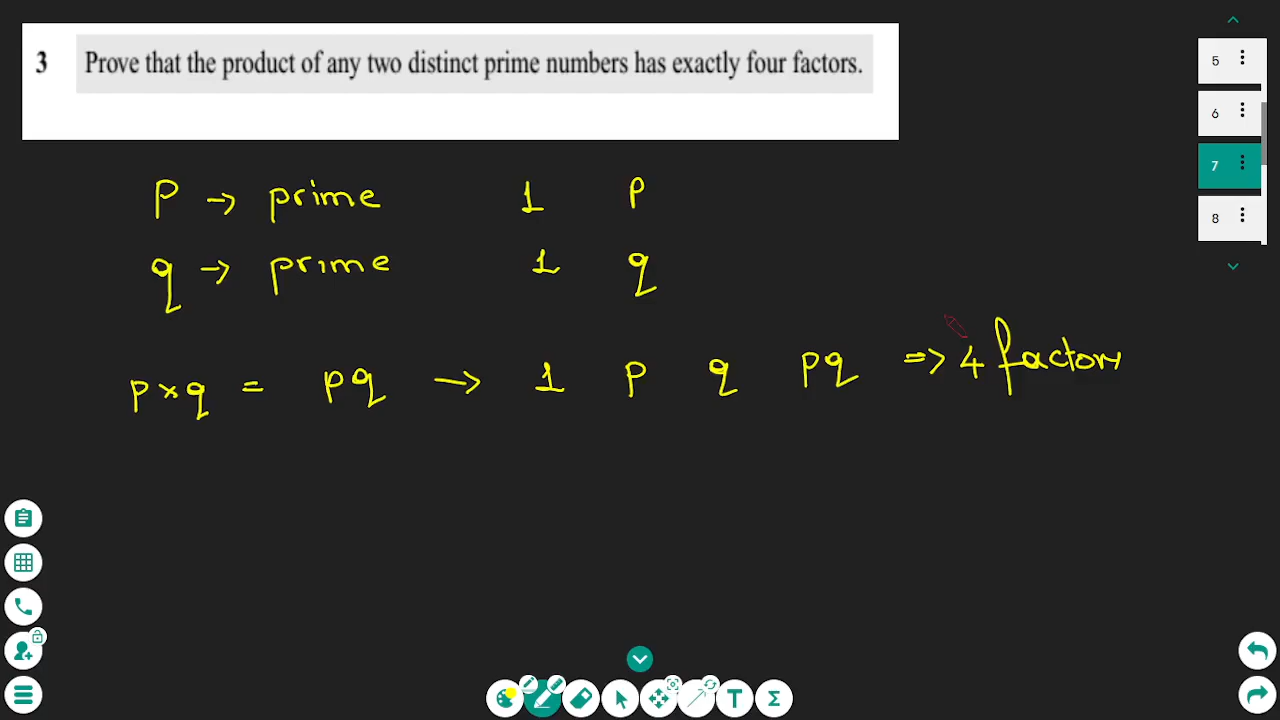 3 Prove that the product of any two distinct prime numbers has exactly four factors.
P → prime 1 P
q → prime 1 q
p × q = pq → 1 p q pq => 4 factors
5
6
7
8
T
Σ